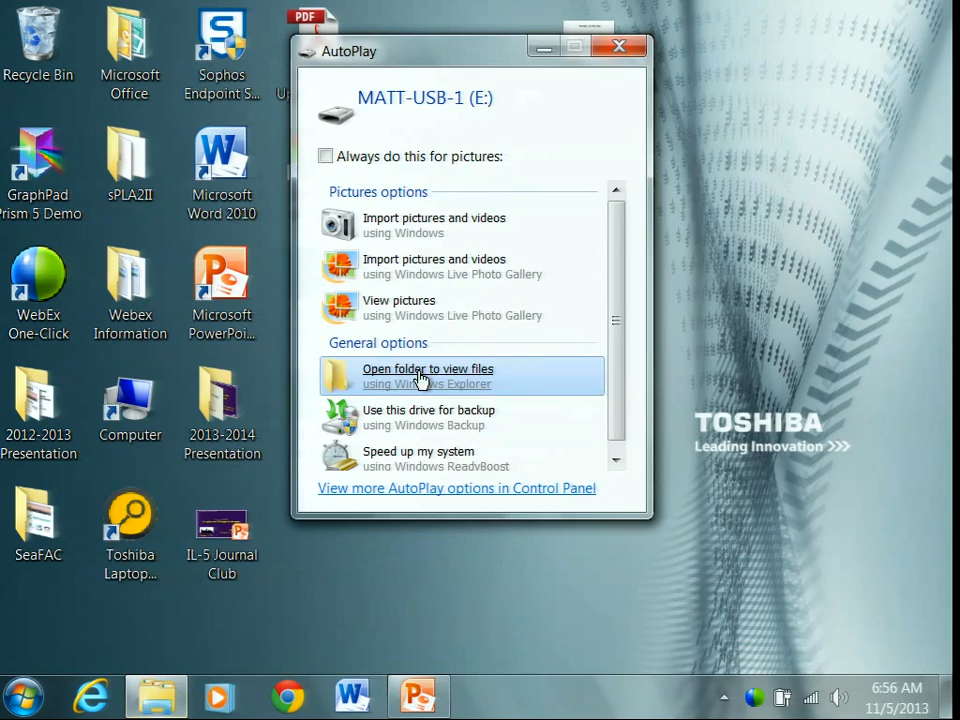 Recycle Bin
Microsoft
Office
Sophos
Endpoint S...
PDF
AutoPlay
MATT-USB-1 (E:)
Always do this for pictures:
Pictures options
Import pictures and videos
using Windows
Import pictures and videos
using Windows Live Photo Gallery
View pictures
using Windows Live Photo Gallery
General options
Open folder to view files
using Windows Explorer
Use this drive for backup
using Windows Backup
Speed up my system
using Windows ReadyBoost
View more AutoPlay options in Control Panel
GraphPad
Prism 5 Demo
sPLA2II
Microsoft
Word 2010
WebEx
One-Click
Webex
Information
Microsoft
PowerPoi...
2012-2013
Presentation
Computer
2013-2014
Presentation
SeaFAC
Toshiba
Laptop...
IL-5 Journal
Club
TOSHIBA
Leading Innovation >>>
6:56 AM
11/5/2013